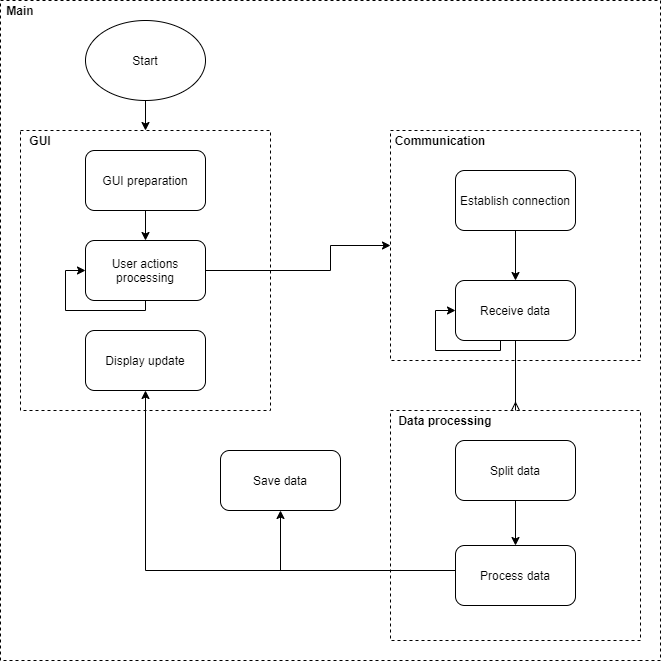 Main
Start
GUI
GUI preparation
User actions
processing
Display update
Communication
Establish connection
Receive data
Data processing
Split data
Process data
Save data